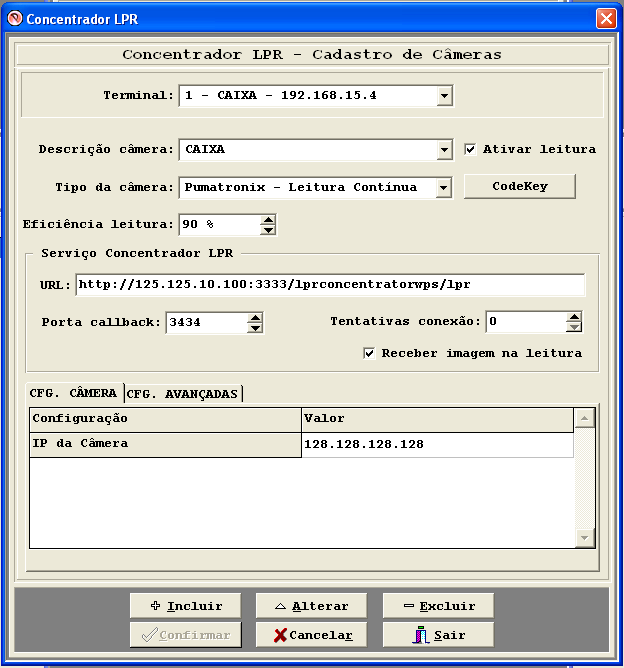 Concentrador LPR
Concentrador LPR - Cadastro de Câmeras
Terminal: 1 - CAIXA - 192.168.15.4
Descrição câmera: CAIXA Ativar leitura
Tipo da câmera: Pumatronix - Leitura Contínua CodeKey
Eficiência leitura: 90 %
Serviço Concentrador LPR
URL: http://125.125.10.100:3333/lprconcentratorwps/lpr
Porta callback: 3434 Tentativas conexão: 0
Receber imagem na leitura
CFG. CÂMERA CFG. AVANÇADAS
Configuração Valor
IP da Câmera 128.128.128.128
Incluir Alterar Excluir
Confirmar Cancelar Sair